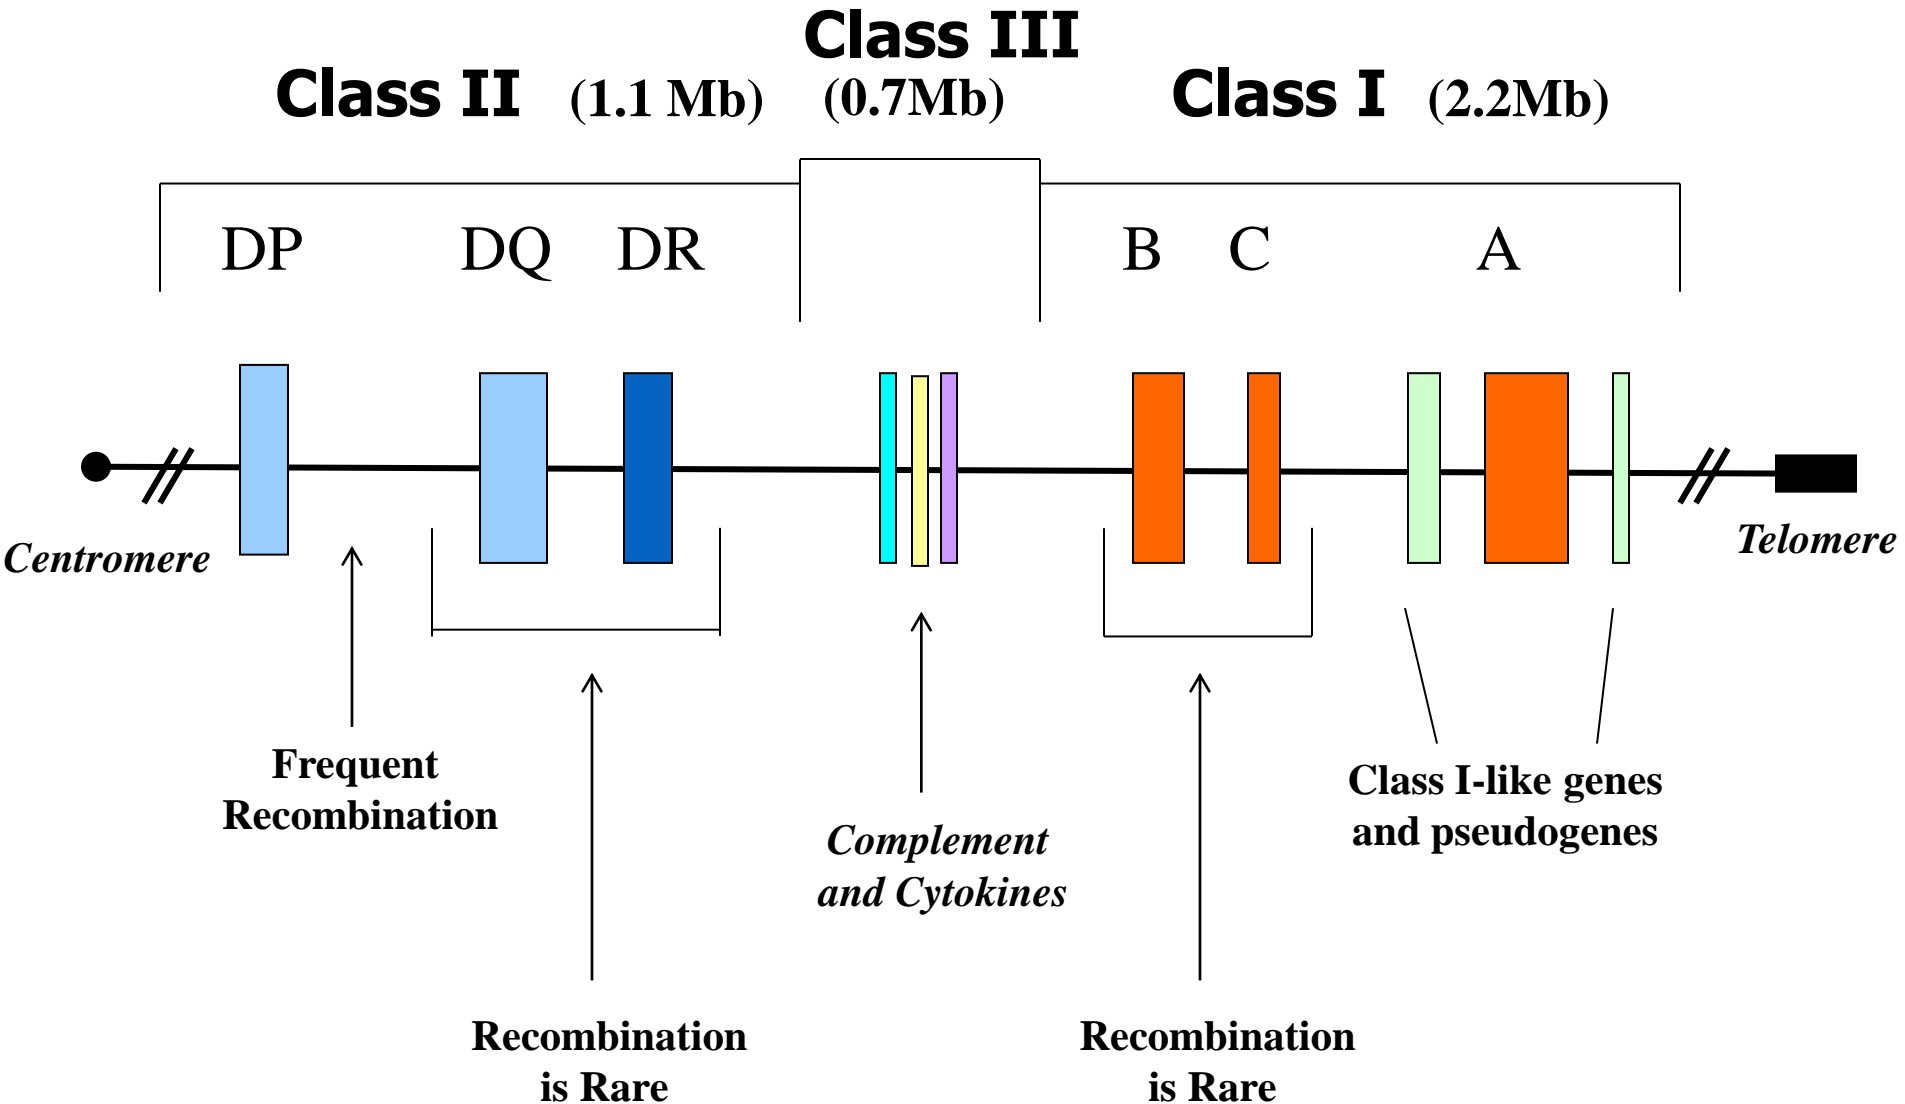 Class III
Class II (1.1 Mb) (0.7Mb) Class I (2.2Mb)
DP DQ DR B C A
Centromere
Telomere
Frequent
Recombination
Class I-like genes
and pseudogenes
Complement
and Cytokines
Recombination
is Rare
Recombination
is Rare